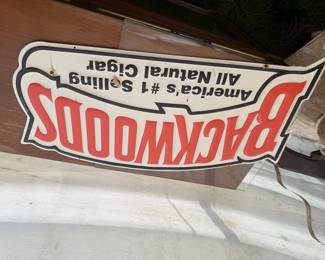 BACKWOODS
America's #1 Selling
All Natural Cigar